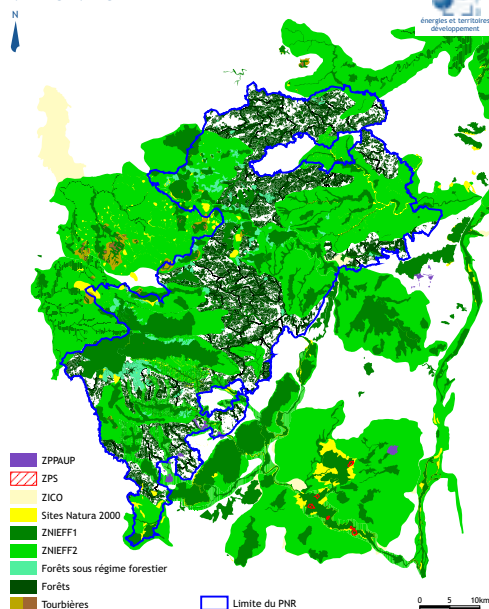 N
énergies et territoires
développement
ZPPAUP
ZPS
ZICO
Sites Natura 2000
ZNIEFF1
ZNIEFF2
Forêts sous régime forestier
Forêts
Tourbières
Limite du PNR
0 5 10km